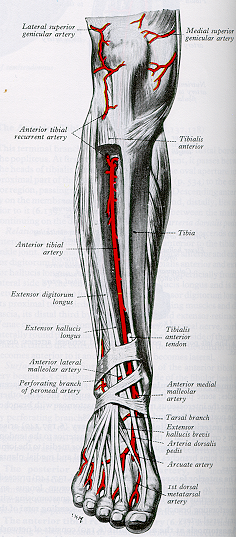 Lateral superior
genicular artery
Medial superior
genicular artery
Anterior tibial
recurrent artery
Tibialis
anterior
Tibia
Anterior tibial
artery
Extensor digitorum
longus
Extensor hallucis
longus
Tibialis
anterior
tendon
Anterior lateral
malleolar artery
Perforating branch
of peroneal artery
Anterior medial
malleolar
artery
Tarsal branch
Extensor
hallucis brevis
Arteria dorsalis
pedis
Arcuate artery
1st dorsal
metatarsal
artery